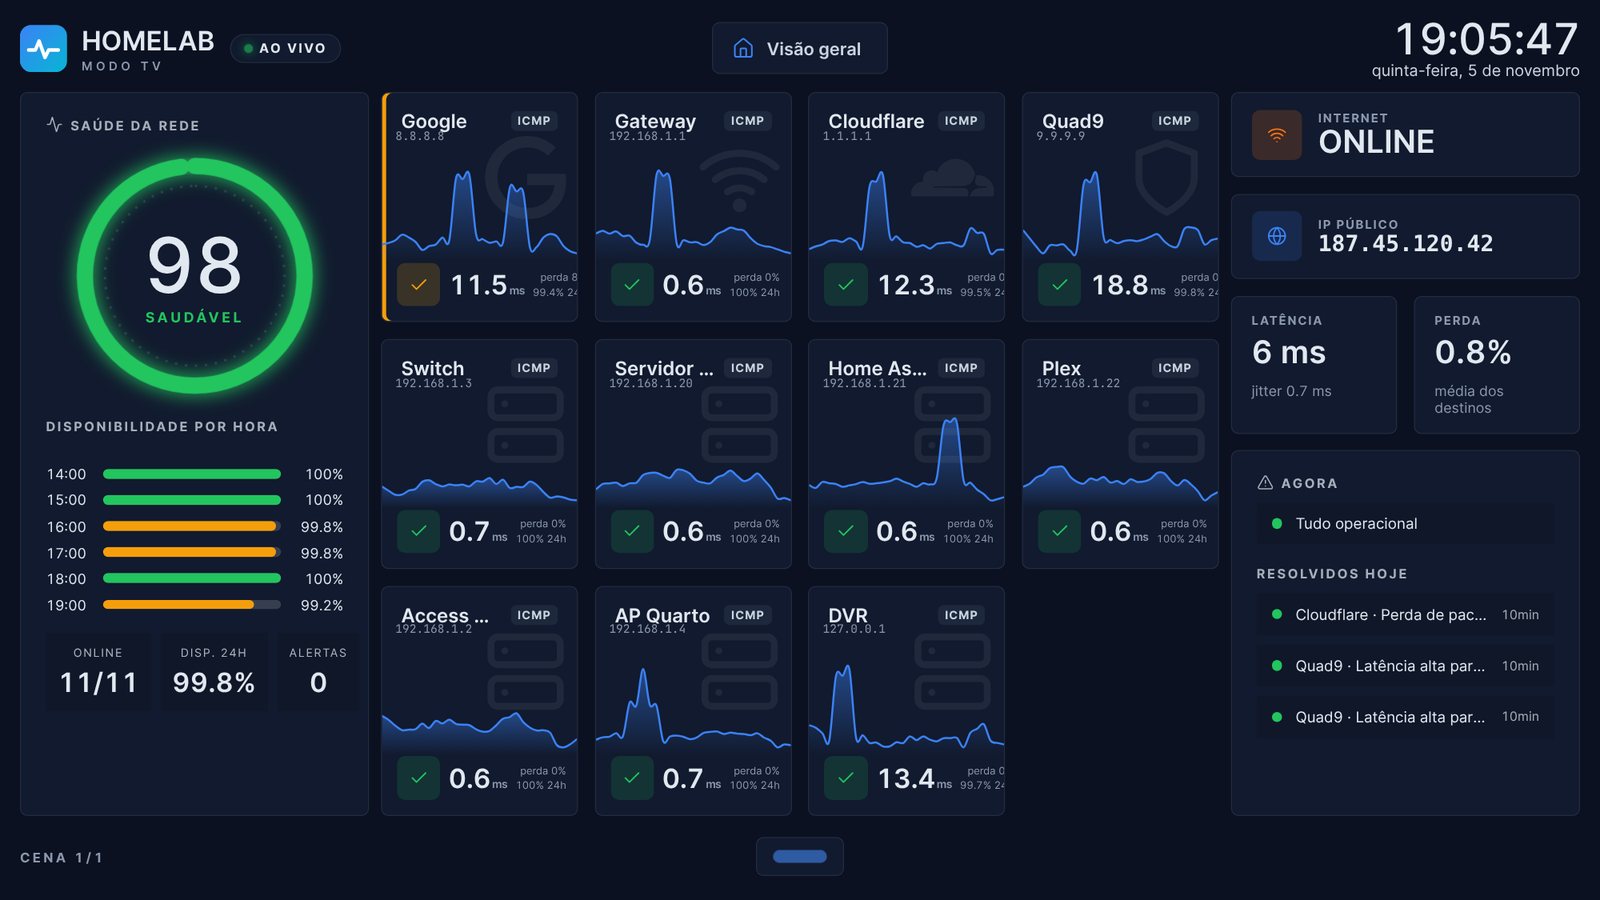 HOMELAB
MODO TV
AO VIVO
Visão geral
19:05:47
quinta-feira, 5 de novembro
SAÚDE DA REDE
98
SAUDÁVEL
DISPONIBILIDADE POR HORA
14:00 100%
15:00 100%
16:00 99.8%
17:00 99.8%
18:00 100%
19:00 99.2%
ONLINE
11/11
DISP. 24H
99.8%
ALERTAS
0
Google ICMP
8.8.8.8
11.5 ms
perda 8
99.4% 24
Gateway ICMP
192.168.1.1
0.6 ms
perda 0%
100% 24h
Cloudflare ICMP
1.1.1.1
12.3 ms
perda 0
99.5% 24
Quad9 ICMP
9.9.9.9
18.8 ms
perda 0
99.8% 24
Switch ICMP
192.168.1.3
0.7 ms
perda 0%
100% 24h
Servidor ... ICMP
192.168.1.20
0.6 ms
perda 0%
100% 24h
Home As... ICMP
192.168.1.21
0.6 ms
perda 0%
100% 24h
Plex ICMP
192.168.1.22
0.6 ms
perda 0%
100% 24h
Access ... ICMP
192.168.1.2
0.6 ms
perda 0%
100% 24h
AP Quarto ICMP
192.168.1.4
0.7 ms
perda 0%
100% 24h
DVR ICMP
127.0.0.1
13.4 ms
perda 0
99.7% 24
INTERNET
ONLINE
IP PÚBLICO
187.45.120.42
LATÊNCIA
6 ms
jitter 0.7 ms
PERDA
0.8%
média dos
destinos
AGORA
Tudo operacional
RESOLVIDOS HOJE
Cloudflare · Perda de pac... 10min
Quad9 · Latência alta par... 10min
Quad9 · Latência alta par... 10min
CENA 1/1